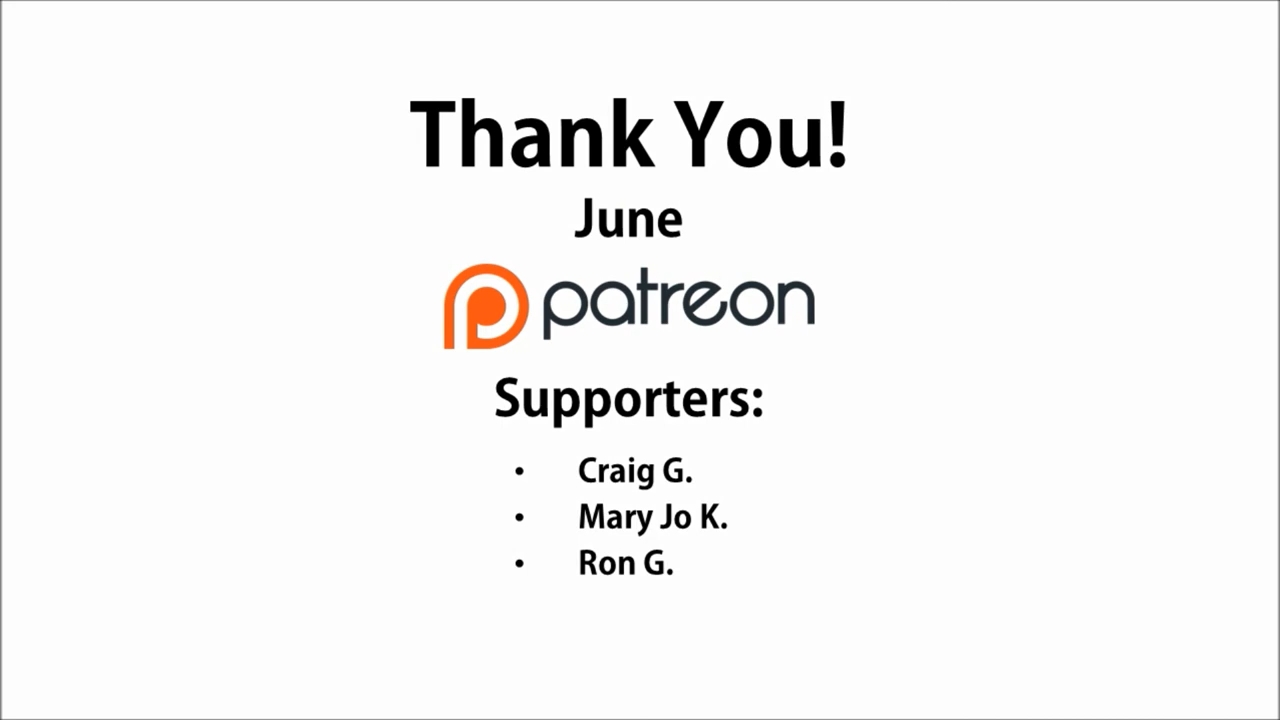 Thank You!
June
patreon
Supporters:
• Craig G.
• Mary Jo K.
• Ron G.